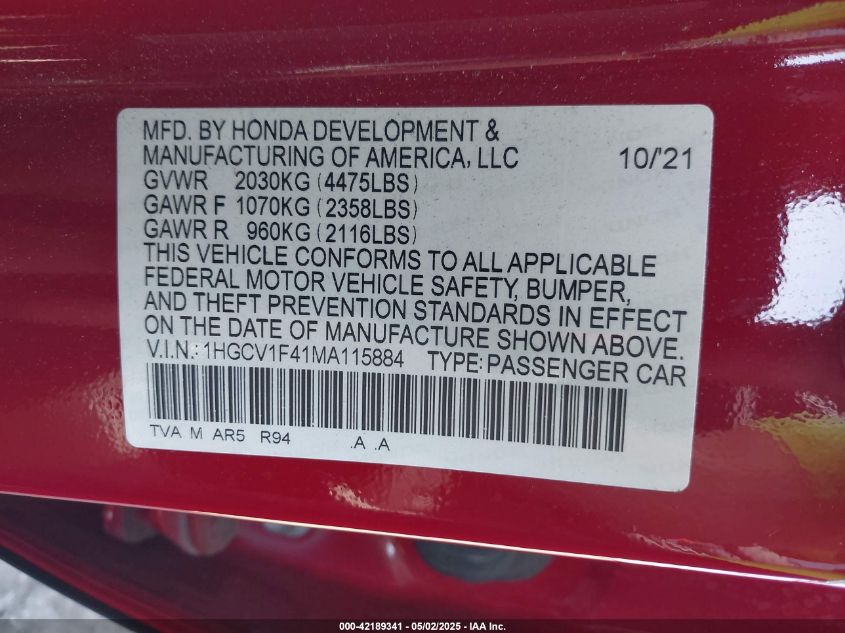 MFD. BY HONDA DEVELOPMENT &
MANUFACTURING OF AMERICA, LLC 10/'21
GVWR 2030KG (4475LBS)
GAWR F 1070KG (2358LBS)
GAWR R 960KG (2116LBS)
THIS VEHICLE CONFORMS TO ALL APPLICABLE
FEDERAL MOTOR VEHICLE SAFETY, BUMPER,
AND THEFT PREVENTION STANDARDS IN EFFECT
ON THE DATE OF MANUFACTURE SHOWN ABOVE.
V.I.N.: 1HGCV1F41MA115884 TYPE: PASSENGER CAR
TVA M AR5 R94 .A .A
000-42189341 | 05/02/2025 - IAA Inc.